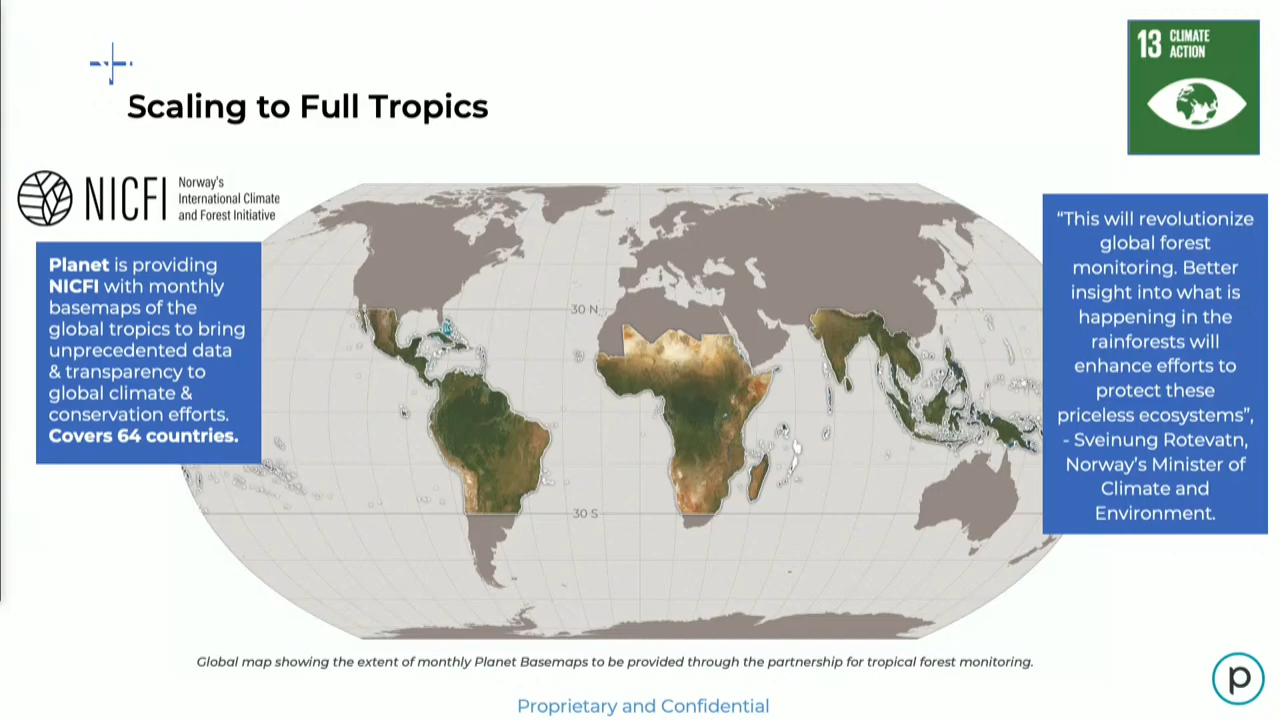 13 CLIMATE
ACTION
Scaling to Full Tropics
NICFI
Norway's
International Climate
and Forest Initiative
Planet is providing
NICFI with monthly
basemaps of the
global tropics to bring
unprecedented data
& transparency to
global climate &
conservation efforts.
Covers 64 countries.
30 N
30 S
“This will revolutionize
global forest
monitoring. Better
insight into what is
happening in the
rainforests will
enhance efforts to
protect these
priceless ecosystems”,
- Sveinung Rotevatn,
Norway's Minister of
Climate and
Environment.
Global map showing the extent of monthly Planet Basemaps to be provided through the partnership for tropical forest monitoring.
Proprietary and Confidential
p